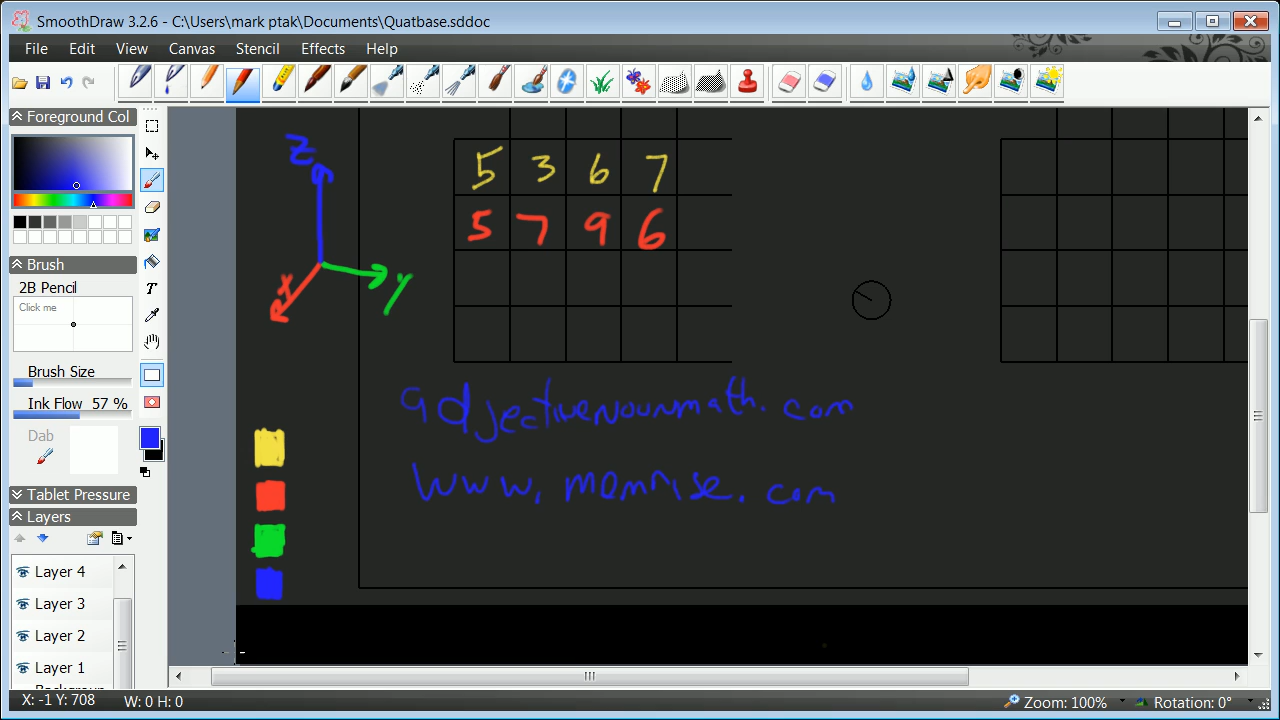 SmoothDraw 3.2.6 - C:\Users\mark ptak\Documents\Quatbase.sddoc
File Edit View Canvas Stencil Effects Help
Foreground Col
Brush
2B Pencil
Click me
Brush Size
Ink Flow 57 %
Dab
Tablet Pressure
Layers
Layer 4
Layer 3
Layer 2
Layer 1
Z
X
Y
5 3 6 7
5 7 9 6
adjectivenounmath.com
www.memrise.com
X: -1 Y: 708 W: 0 H: 0 Zoom: 100% Rotation: 0°